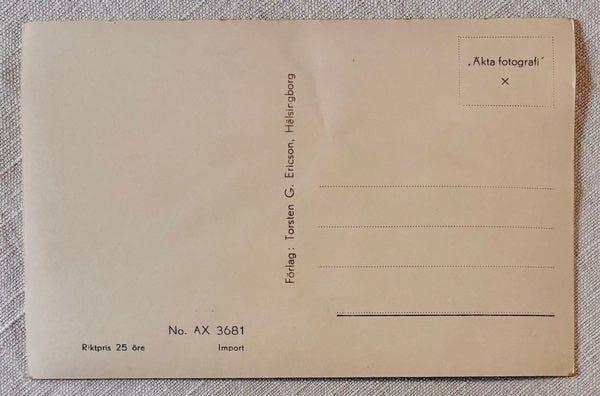 „Äkta fotografi"
×
Förlag: Torsten G. Ericson, Hälsingborg
No. AX 3681
Riktpris 25 öre Import